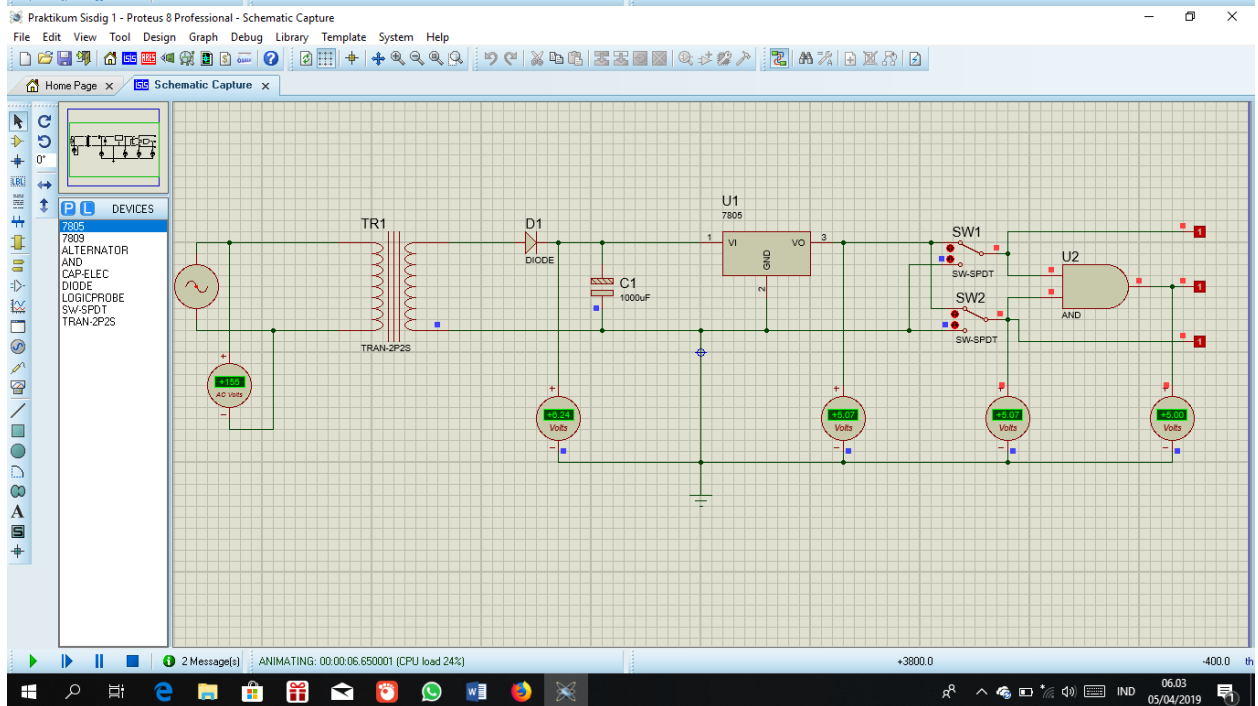 Praktikum Sisdig 1 - Proteus 8 Professional - Schematic Capture
File Edit View Tool Design Graph Debug Library Template System Help
Home Page x Schematic Capture x
0°
P L DEVICES
7805
7809
ALTERNATOR
AND
CAP-ELEC
DIODE
LOGICPROBE
SW-SPDT
TRAN-2P2S
LBL
A
S
TR1
TRAN-2P2S
D1
DIODE
C1
1000uF
U1
7805
1 VI VO 3
GND
2
SW1
SW-SPDT
SW2
SW-SPDT
U2
AND
1
1
1
+155
AC Volts
+6.24
Volts
+5.07
Volts
+5.07
Volts
+5.00
Volts
2 Message(s) ANIMATING: 00:00:06.650001 (CPU load 24%) +3800.0 -400.0 th
IND
06.03
05/04/2019